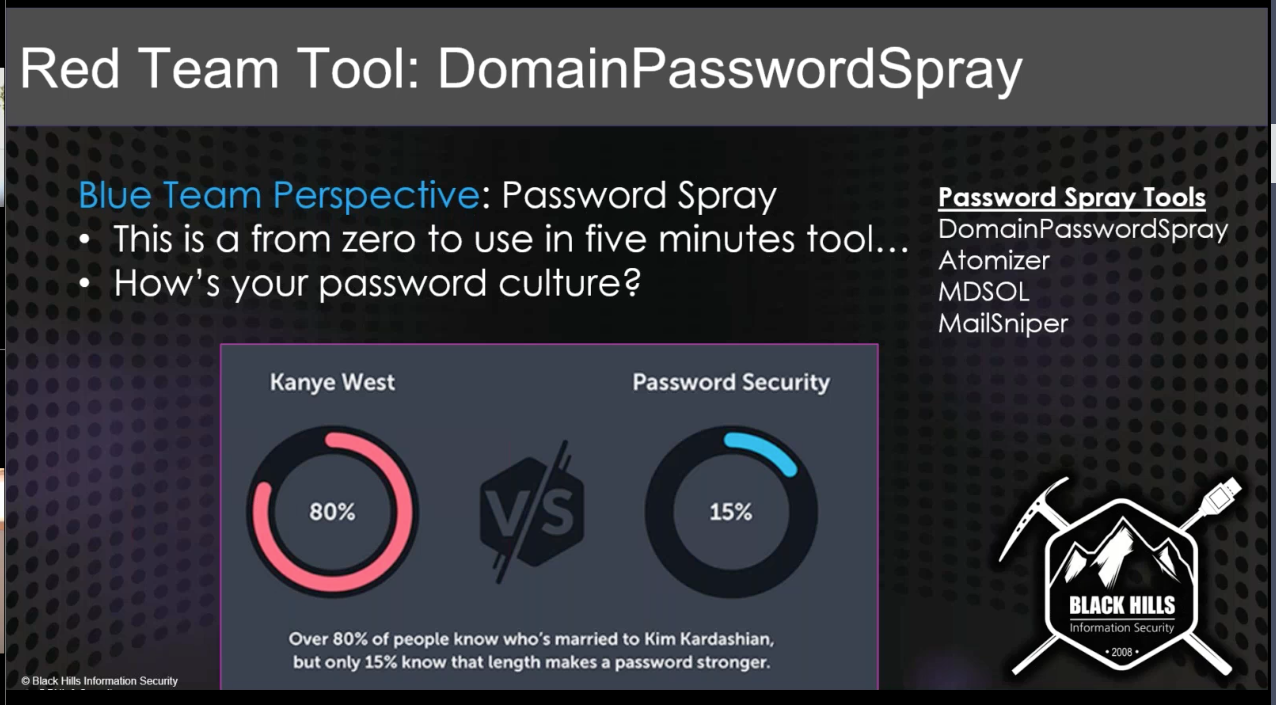 Red Team Tool: DomainPasswordSpray
Blue Team Perspective: Password Spray
• This is a from zero to use in five minutes tool...
• How's your password culture?
Password Spray Tools
DomainPasswordSpray
Atomizer
MDSOL
MailSniper
Kanye West
80%
VS
Password Security
15%
Over 80% of people know who's married to Kim Kardashian,
but only 15% know that length makes a password stronger.
BLACK HILLS
Information Security
• 2008 •
© Black Hills Information Security